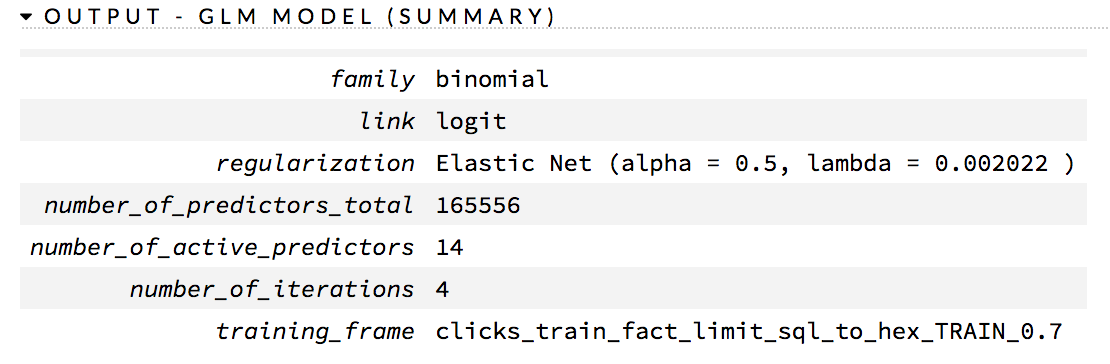 OUTPUT - GLM MODEL (SUMMARY)
family binomial
link logit
regularization Elastic Net (alpha = 0.5, lambda = 0.002022 )
number_of_predictors_total 165556
number_of_active_predictors 14
number_of_iterations 4
training_frame clicks_train_fact_limit_sql_to_hex_TRAIN_0.7